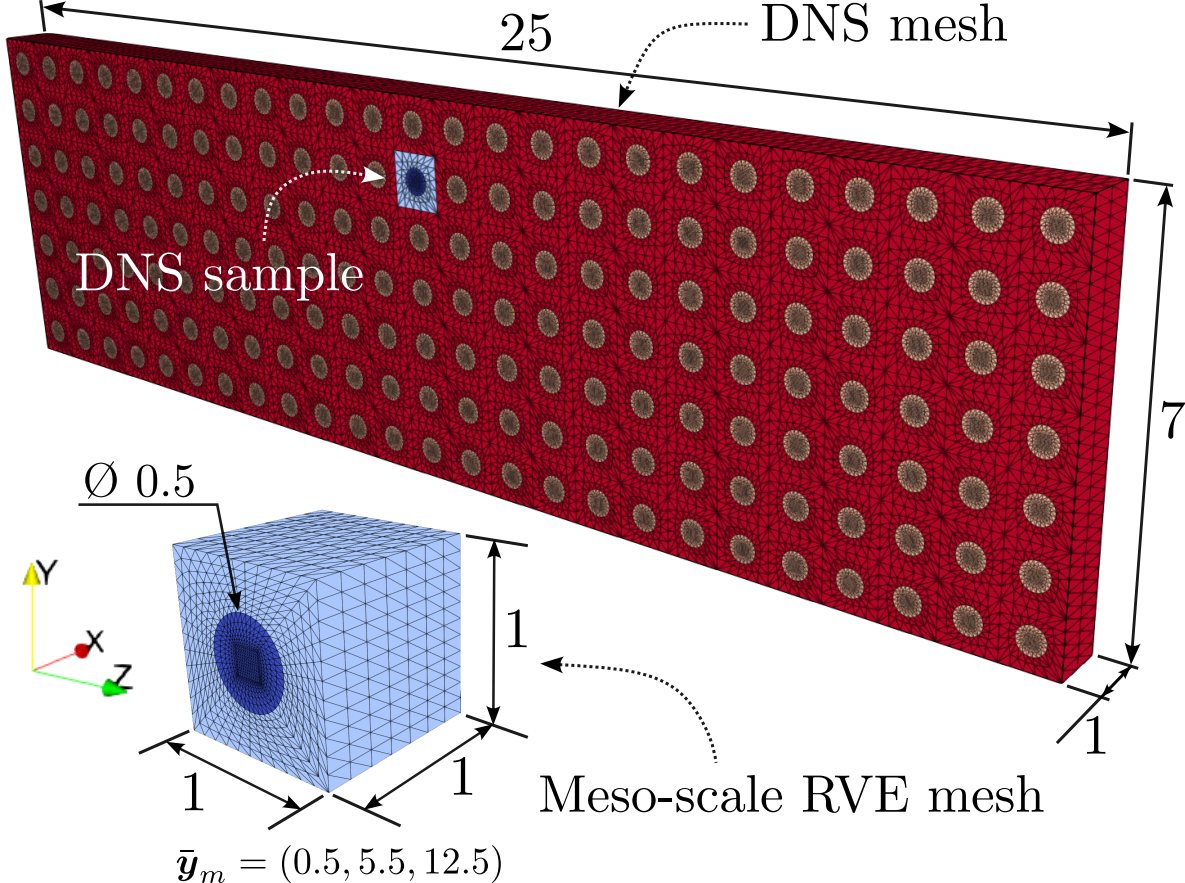 25
DNS mesh
DNS sample
7
Ø 0.5
1
Y
X
Z
1
1
1
Meso-scale RVE mesh
ȳₘ = (0.5, 5.5, 12.5)